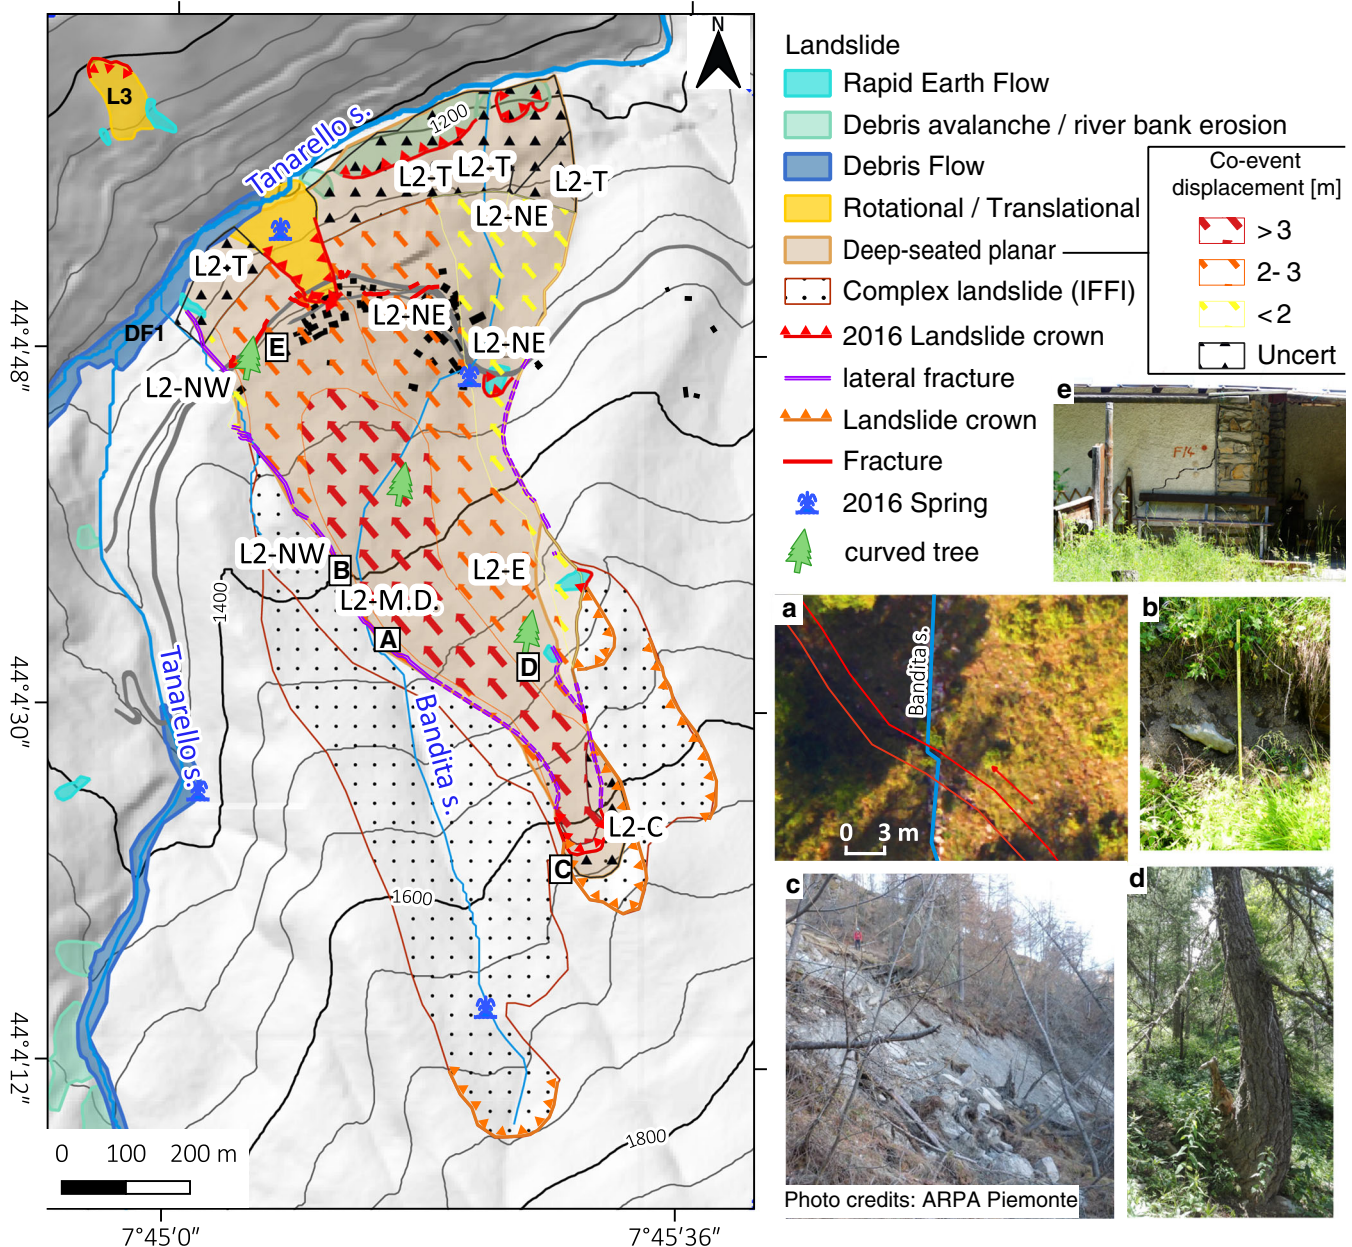 N
L3
Tanarello s.
1200
L2-T
L2-T
L2-T
L2-NE
L2-T
L2-NE
DF1
E
L2-NE
L2-NW
44°4'48"
L2-NW
B
L2-E
1400
L2-M.D.
A
D
44°4'30"
Tanarello s.
Bandita s.
L2-C
C
1600
44°4'12"
1800
0 100 200 m
7°45'0" 7°45'36"
Landslide
Rapid Earth Flow
Debris avalanche / river bank erosion
Debris Flow
Rotational / Translational
Deep-seated planar
Complex landslide (IFFI)
2016 Landslide crown
lateral fracture
Landslide crown
Fracture
2016 Spring
curved tree
Co-event
displacement [m]
> 3
2- 3
< 2
Uncert
e
F14
a
Bandita s.
0 3 m
b
c
Photo credits: ARPA Piemonte
d